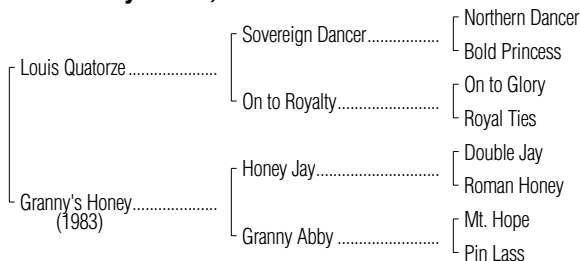 Northern Dancer
Sovereign Dancer..................
Bold Princess
Louis Quatorze .....................
On to Glory
On to Royalty.........................
Royal Ties
Double Jay
Honey Jay..............................
Roman Honey
Granny's Honey....................
(1983)
Mt. Hope
Granny Abby .........................
Pin Lass